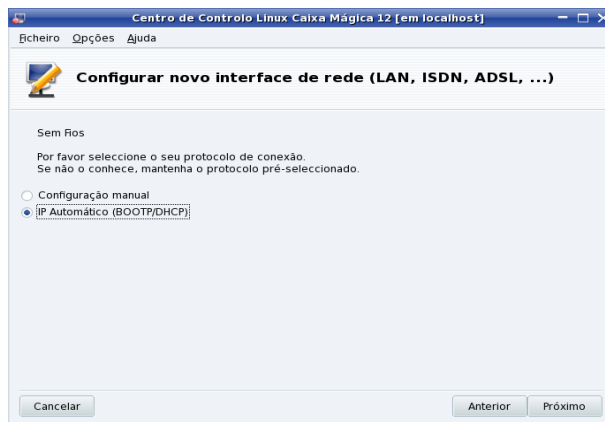 Centro de Controlo Linux Caixa Mágica 12 [em localhost]
Ficheiro Opções Ajuda
Configurar novo interface de rede (LAN, ISDN, ADSL, ...)
Sem Fios
Por favor seleccione o seu protocolo de conexão.
Se não o conhece, mantenha o protocolo pré-seleccionado.
Configuração manual
IP Automático (BOOTP/DHCP)
Cancelar Anterior Próximo